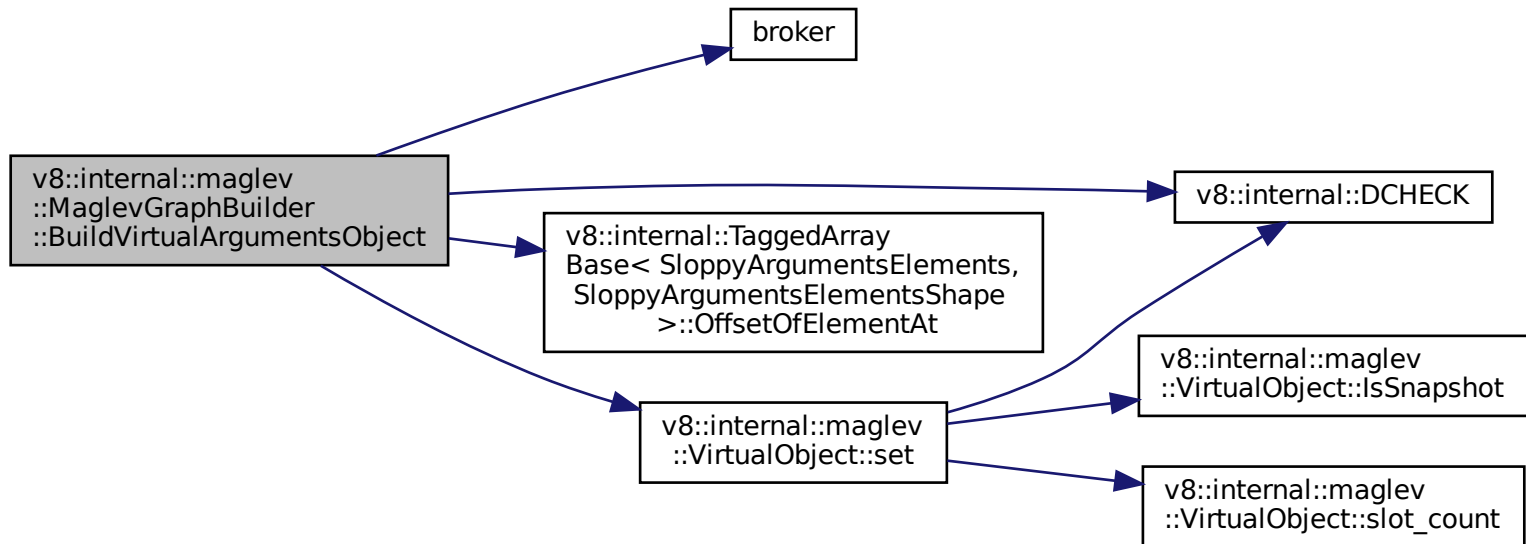 broker
v8::internal::maglev
::MaglevGraphBuilder
::BuildVirtualArgumentsObject
v8::internal::DCHECK
v8::internal::TaggedArray
Base< SloppyArgumentsElements,
SloppyArgumentsElementsShape
>::OffsetOfElementAt
v8::internal::maglev
::VirtualObject::IsSnapshot
v8::internal::maglev
::VirtualObject::set
v8::internal::maglev
::VirtualObject::slot_count